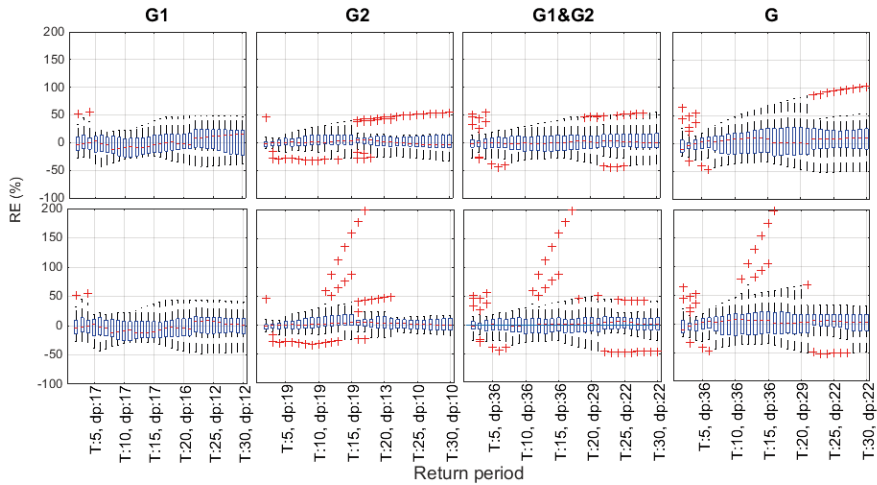 G1 G2 G1&G2 G
200
150
100
50
0
-50
-100
200
150
100
50
0
-50
-100
RE (%)
T:5, dp:17
T:10, dp:17
T:15, dp:17
T:20, dp:16
T:25, dp:12
T:30, dp:12
T:5, dp:19
T:10, dp:19
T:15, dp:19
T:20, dp:13
T:25, dp:10
T:30, dp:10
T:5, dp:36
T:10, dp:36
T:15, dp:36
T:20, dp:29
T:25, dp:22
T:30, dp:22
T:5, dp:36
T:10, dp:36
T:15, dp:36
T:20, dp:29
T:25, dp:22
T:30, dp:22
Return period